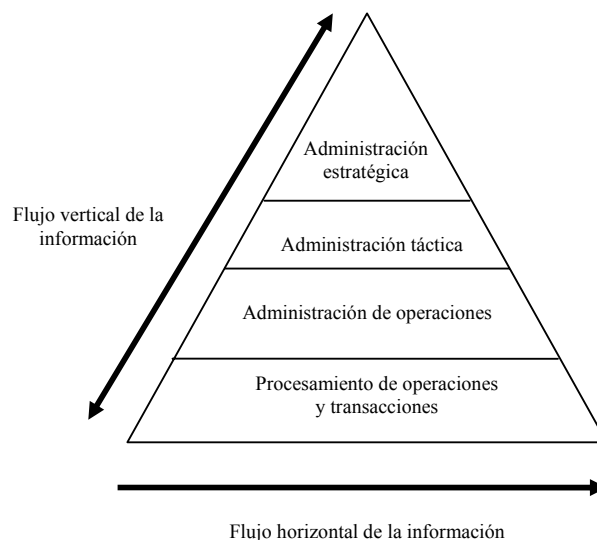 Administración
estratégica
Flujo vertical de la
información
Administración táctica
Administración de operaciones
Procesamiento de operaciones
y transacciones
Flujo horizontal de la información